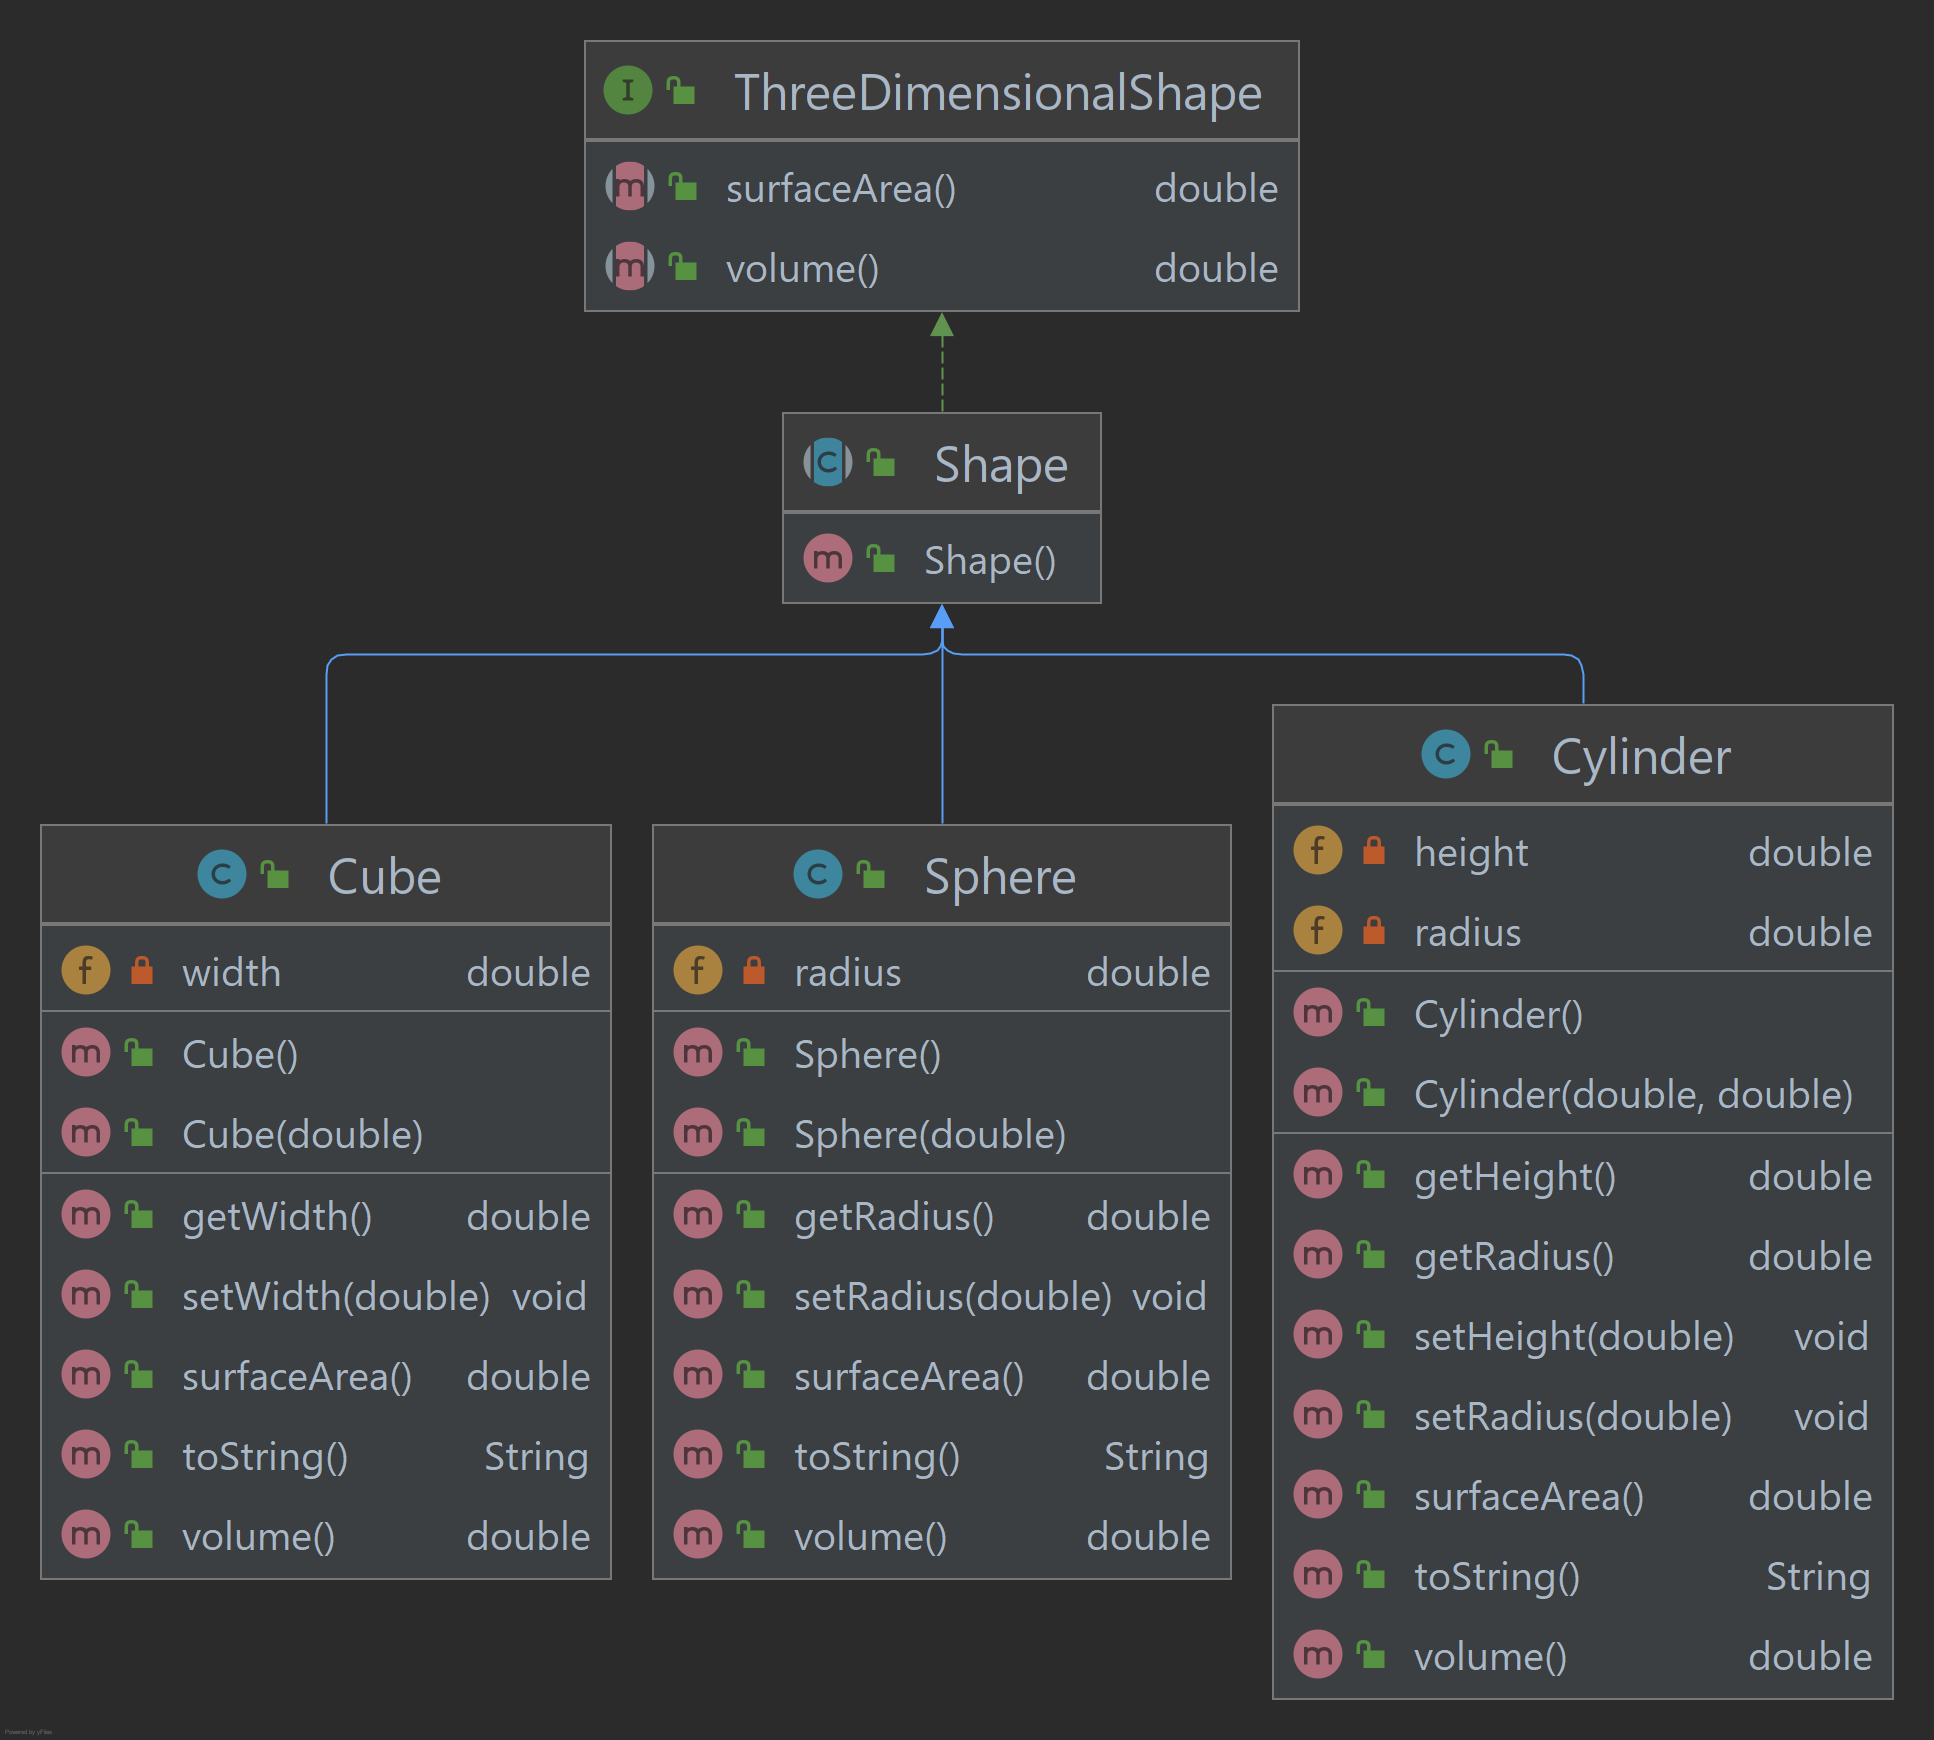 ThreeDimensionalShape
surfaceArea() double
volume() double
Shape
Shape()
Cube
width double
Cube()
Cube(double)
getWidth() double
setWidth(double) void
surfaceArea() double
toString() String
volume() double
Sphere
radius double
Sphere()
Sphere(double)
getRadius() double
setRadius(double) void
surfaceArea() double
toString() String
volume() double
Cylinder
height double
radius double
Cylinder()
Cylinder(double, double)
getHeight() double
getRadius() double
setHeight(double) void
setRadius(double) void
surfaceArea() double
toString() String
volume() double
Powered by yFiles